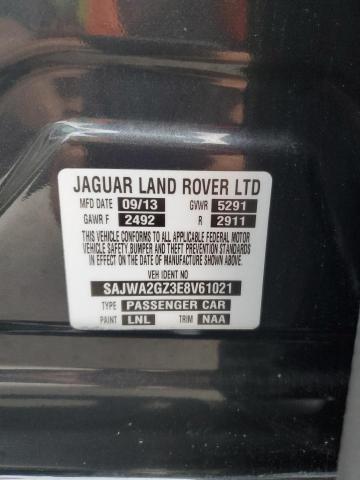 JAGUAR LAND ROVER LTD
MFD 09/13 GVWR 5291
GAWR F 2492 R 2911
THIS VEHICLE CONFORMS TO ALL APPLICABLE FEDERAL MOTOR
VEHICLE SAFETY, BUMPER AND THEFT PREVENTION STANDARDS IN
EFFECT ON THE DATE OF MANUFACTURE SHOWN ABOVE.
VEH IDENT NO
SAJWA2GZ3E8V61021
TYPE PASSENGER CAR
PAINT LNL TRIM NAA